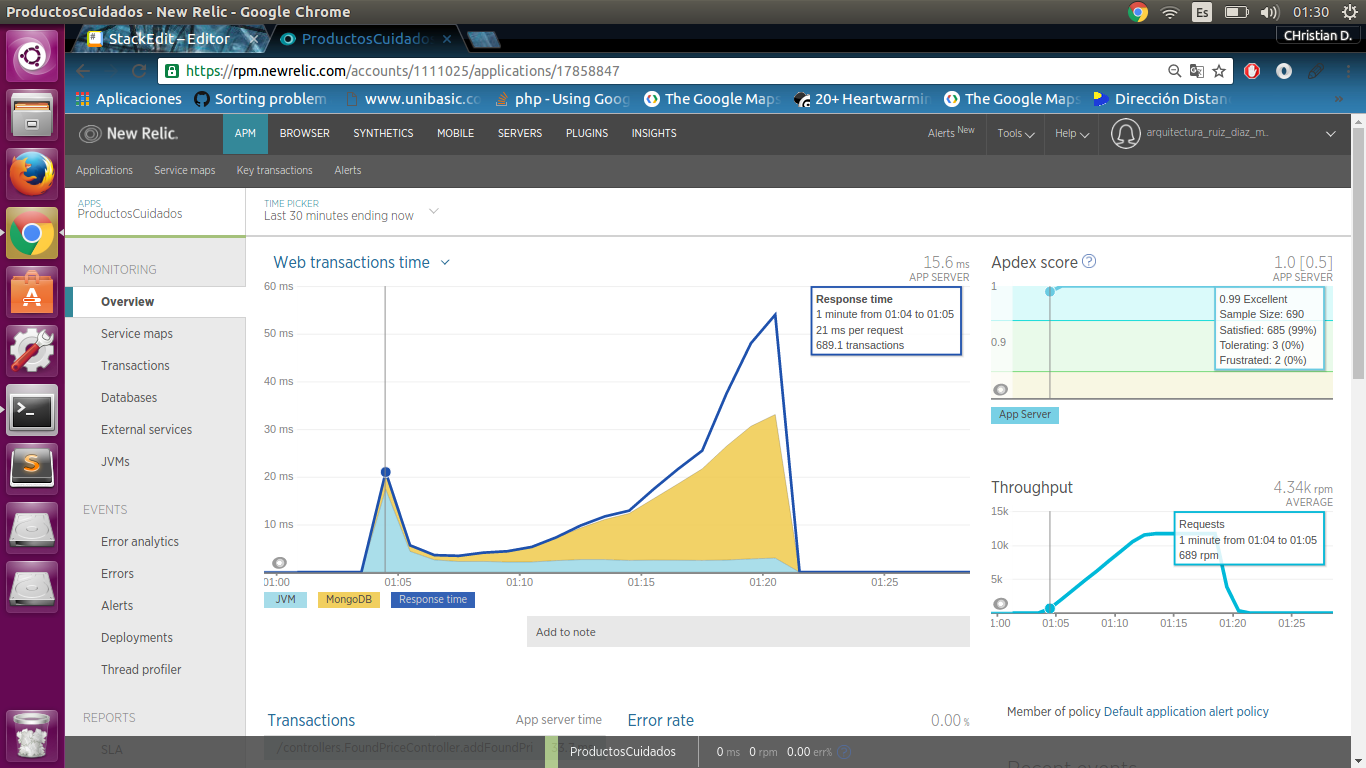 ProductosCuidados - New Relic - Google Chrome
Es
01:30
StackEdit – Editor
ProductosCuidado
CHristian D.
https://rpm.newrelic.com/accounts/1111025/applications/17858847
Aplicaciones
Sorting problem
www.unibasic.co
php - Using Goog
The Google Maps
20+ Heartwarmin
The Google Maps
Dirección Distan
»
New Relic.
APM
BROWSER
SYNTHETICS
MOBILE
SERVERS
PLUGINS
INSIGHTS
Alerts New
Tools
Help
arquitectura_ruiz_diaz_m..
Applications
Service maps
Key transactions
Alerts
APPS
ProductosCuidados
TIME PICKER
Last 30 minutes ending now
MONITORING
Overview
Service maps
Transactions
Databases
External services
JVMs
EVENTS
Error analytics
Errors
Alerts
Deployments
Thread profiler
REPORTS
SLA
Web transactions time
15.6 ms
APP SERVER
60 ms
50 ms
40 ms
30 ms
20 ms
10 ms
Response time
1 minute from 01:04 to 01:05
21 ms per request
689.1 transactions
01:00
01:05
01:10
01:15
01:20
01:25
JVM
MongoDB
Response time
Add to note
Apdex score
1.0 [0.5]
APP SERVER
1
0.9
0.99 Excellent
Sample Size: 690
Satisfied: 685 (99%)
Tolerating: 3 (0%)
Frustrated: 2 (0%)
App Server
Throughput
4.34k rpm
AVERAGE
15k
10k
5k
Requests
1 minute from 01:04 to 01:05
689 rpm
1:00
01:05
01:10
01:15
01:20
01:25
Transactions
App server time
/controllers.FoundPriceController.addFoundPri
Error rate
0.00 %
Member of policy Default application alert policy
Recent events
ProductosCuidados
0 ms
0 rpm
0.00 err%